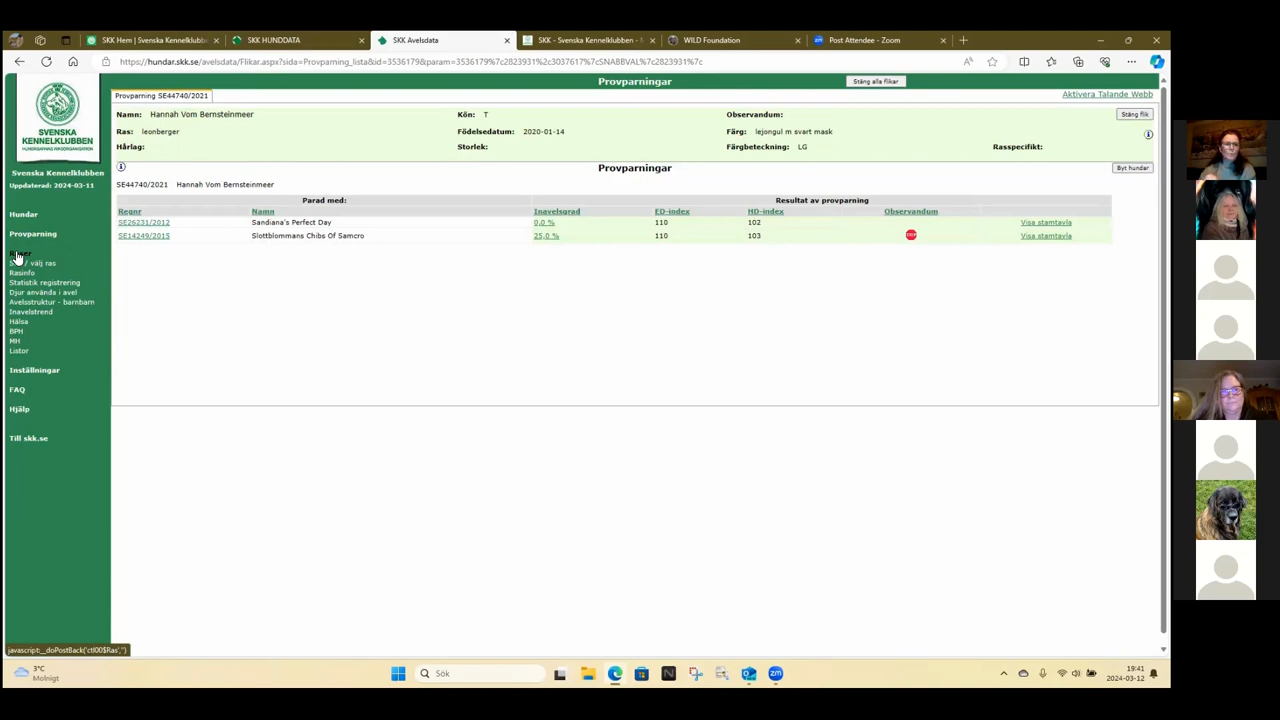 SKK Hem | Svenska Kennelklubbe
SKK HUNDDATA
SKK Avelsdata
SKK - Svenska Kennelklubben - M
WILD Foundation
Post Attendee - Zoom
https://hundar.skk.se/avelsdata/Flikar.aspx?sida=Provparning_lista&id=3536179&param=3536179%7c2823931%7c3037617%7cSNABBVAL%7c2823931%7c
Provparningar
Stäng alla flikar
Provparning SE44740/2021
Aktivera Talande Webb
Namn: Hannah Vom Bernsteinmeer
Kön: T
Observandum:
Stäng flik
Ras: leonberger
Födelsedatum: 2020-01-14
Färg: lejongul m svart mask
Hårlag:
Storlek:
Färgbeteckning: LG
Rasspecifikt:
Provparningar
Byt hundar
SE44740/2021 Hannah Vom Bernsteinmeer
Parad med:
Resultat av provparning
Regnr Namn Inavelsgrad ED-index HD-index Observandum
SE26231/2012 Sandiana's Perfect Day 0,0 % 110 102 Visa stamtavla
SE14249/2015 Slottblommans Chibs Of Samcro 25,0 % 110 103 STOP Visa stamtavla
SVENSKA
KENNELKLUBBEN
HUNDÄGARNAS RIKSORGANISATION
Svenska Kennelklubben
Uppdaterad: 2024-03-11
Hundar
Provparning
/ välj ras
Rasinfo
Statistik registrering
Djur använda i avel
Avelsstruktur - barnbarn
Inavelstrend
Hälsa
BPH
MH
Listor
Inställningar
FAQ
Hjälp
Till skk.se
javascript:__doPostBack('ctl00$Ras','')
3°C
Molnigt
Sök
zm
19:41
2024-03-12